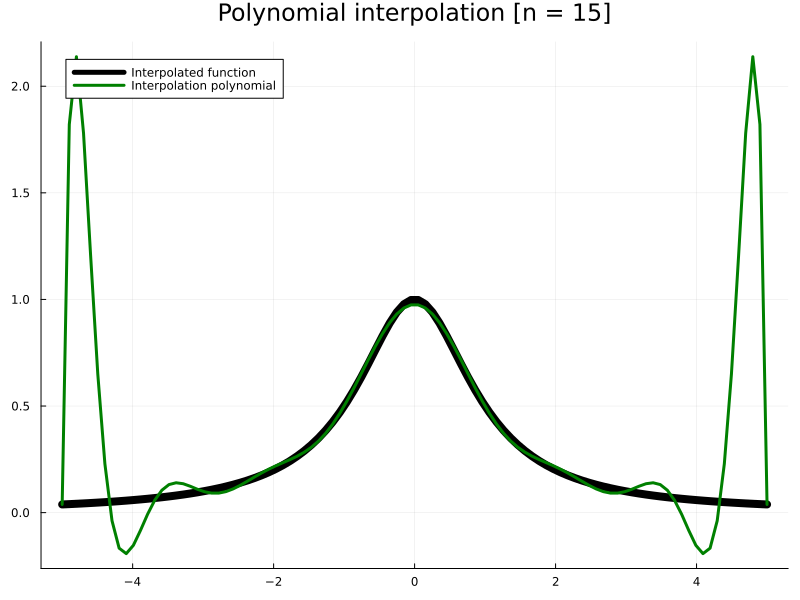 Polynomial interpolation [n = 15]
Interpolated function
Interpolation polynomial
2.0
1.5
1.0
0.5
0.0
−4 −2 0 2 4